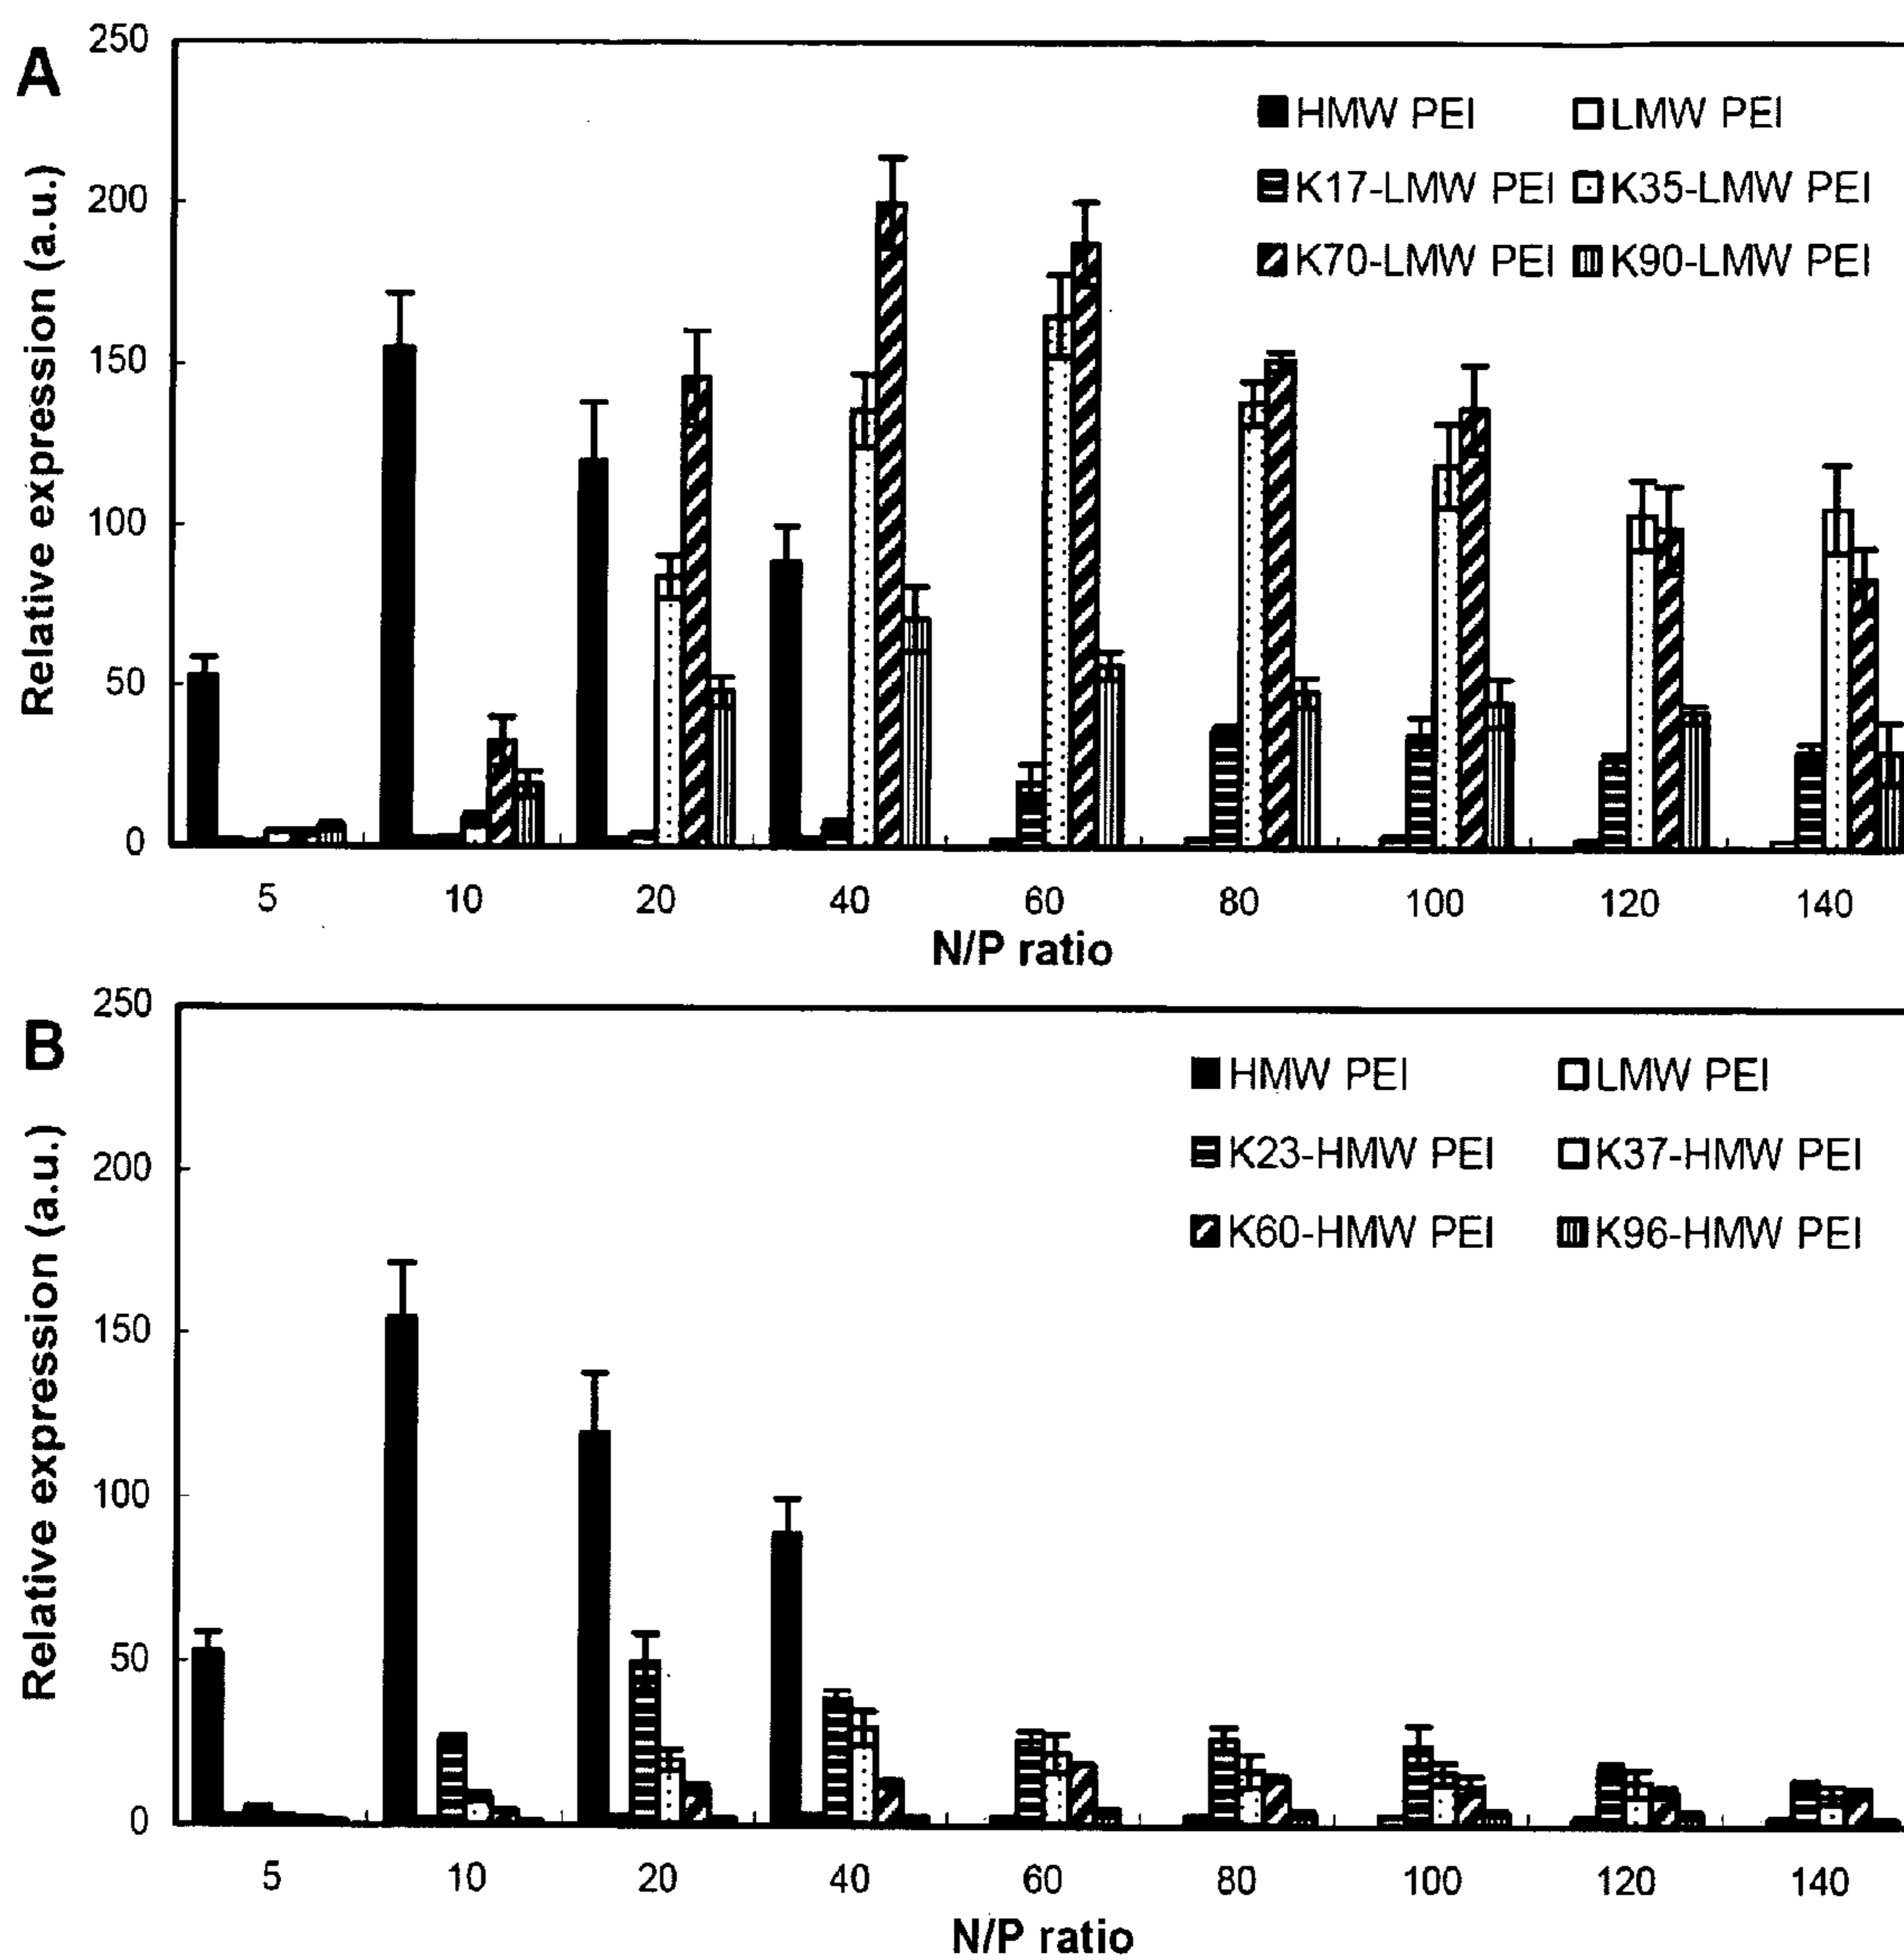 A
250
200
150
100
50
0
Relative expression (a.u.)
HMW PEI LMW PEI
K17-LMW PEI K35-LMW PEI
K70-LMW PEI K90-LMW PEI
5 10 20 40 60 80 100 120 140
N/P ratio
B
250
200
150
100
50
0
Relative expression (a.u.)
HMW PEI LMW PEI
K23-HMW PEI K37-HMW PEI
K60-HMW PEI K96-HMW PEI
5 10 20 40 60 80 100 120 140
N/P ratio